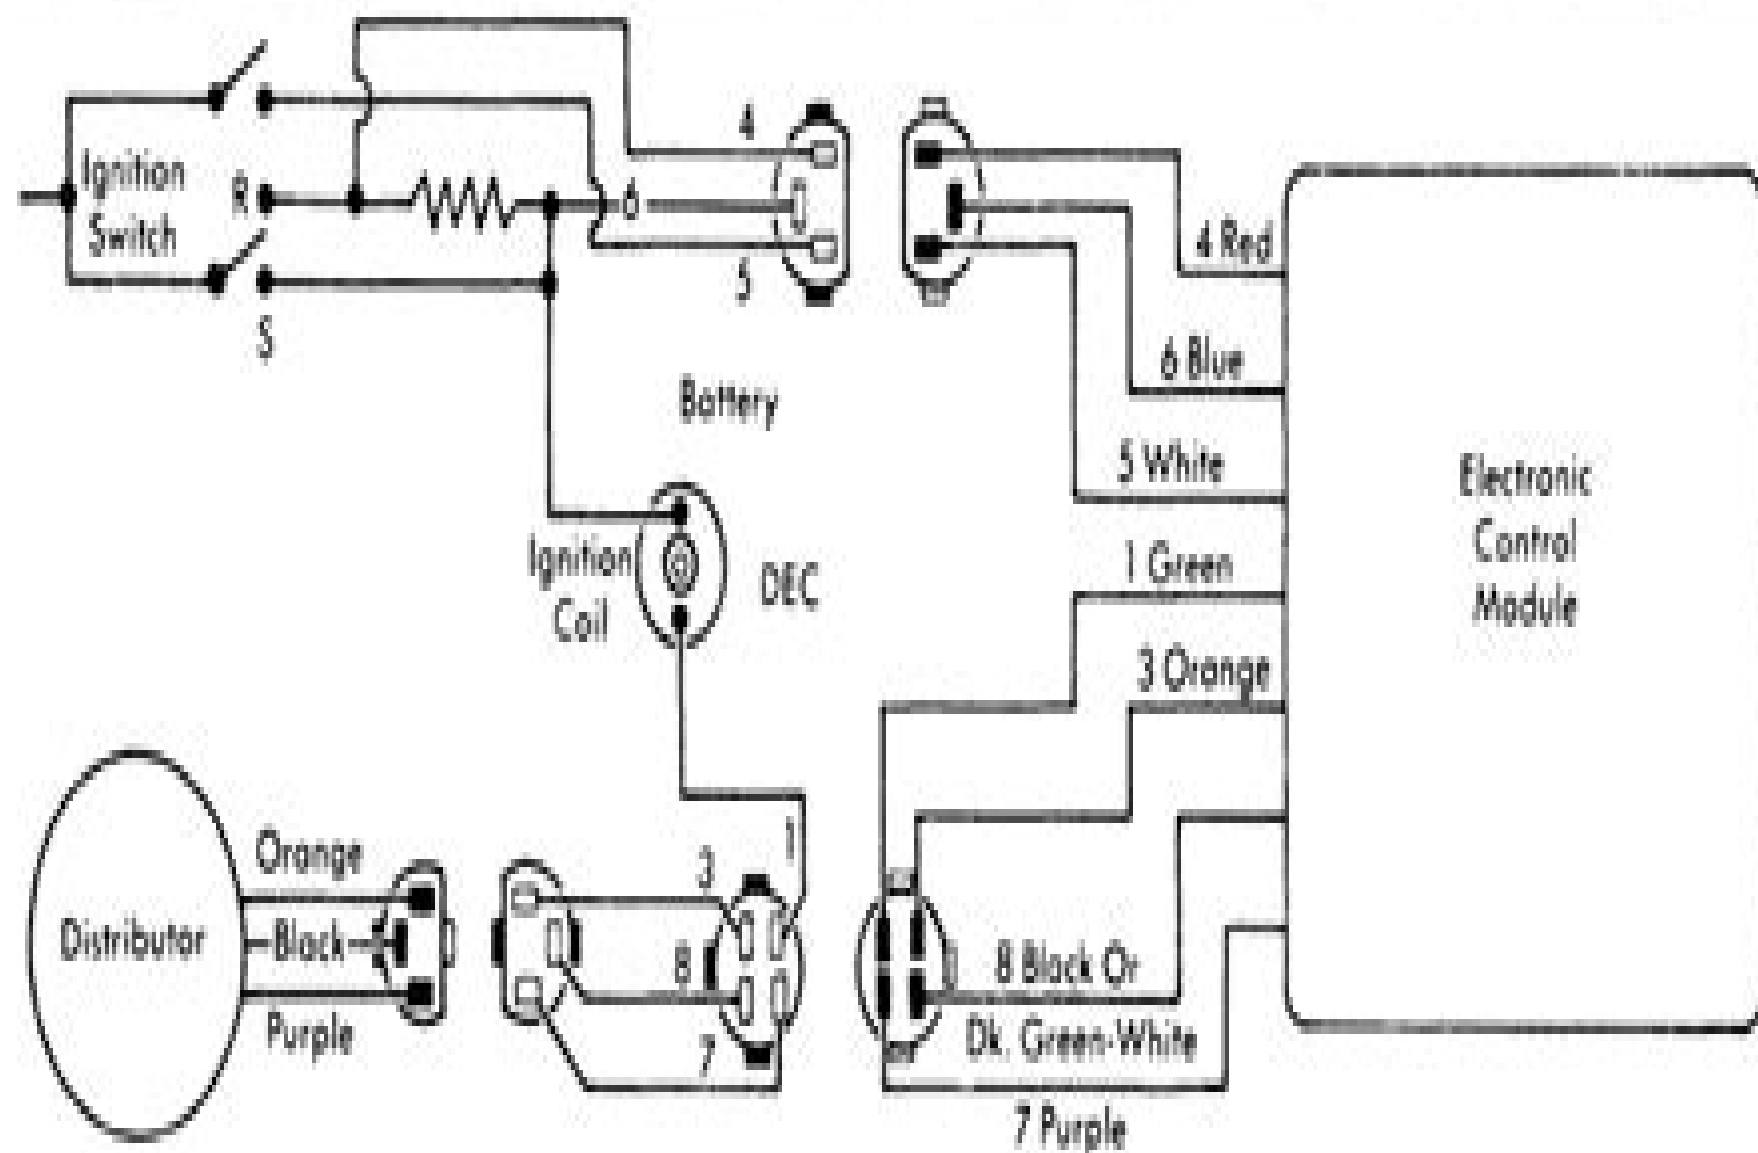 4
Ignition
Switch
R
6
4 Red
S
5
6 Blue
Battery
5 White
Ignition
Coil
DEC
1 Green
Electronic
Control
Module
3 Orange
1
3
Orange
Distributor
Black
8
8 Black Or
Purple
7
Dk. Green-White
7 Purple